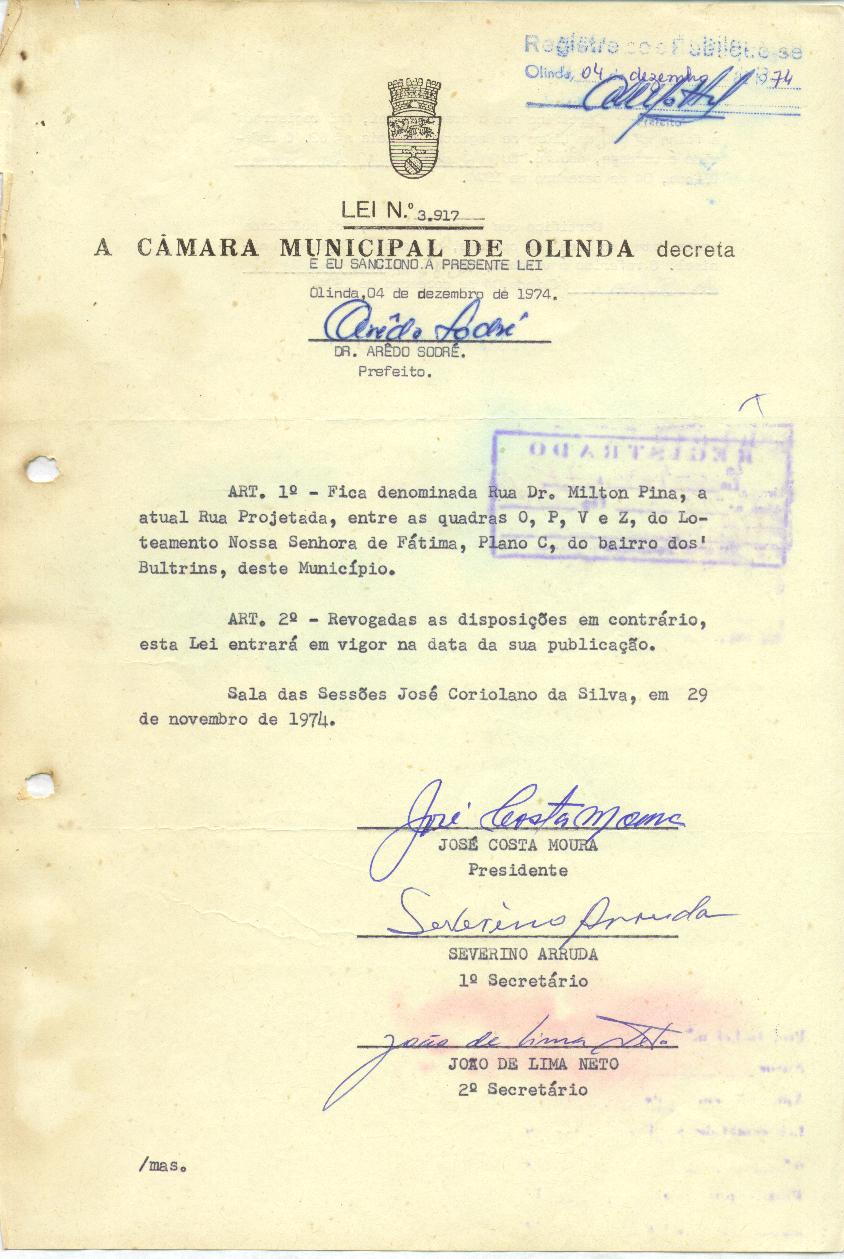 Registre-se e Publique-se
Olinda, 04 dezembro 1974
Prefeito
LEI N.º 3.917
A CÂMARA MUNICIPAL DE OLINDA decreta
E EU SANCIONO A PRESENTE LEI
Olinda,04 de dezembro de 1974.
Arêdo Sodré
DR. ARÊDO SODRÉ.
Prefeito.
REGISTRADO
ART. 1º - Fica denominada Rua Dr. Milton Pina, a
atual Rua Projetada, entre as quadras O, P, V e Z, do Lo-
teamento Nossa Senhora de Fátima, Plano C, do bairro dos'
Bultrins, deste Município.
ART. 2º - Revogadas as disposições em contrário,
esta Lei entrará em vigor na data da sua publicação.
Sala das Sessões José Coriolano da Silva, em 29
de novembro de 1974.
José Costa Moura
JOSÉ COSTA MOURA
Presidente
Severino Arruda
SEVERINO ARRUDA
1º Secretário
João de Lima Neto
JOÃO DE LIMA NETO
2º Secretário
/mas.